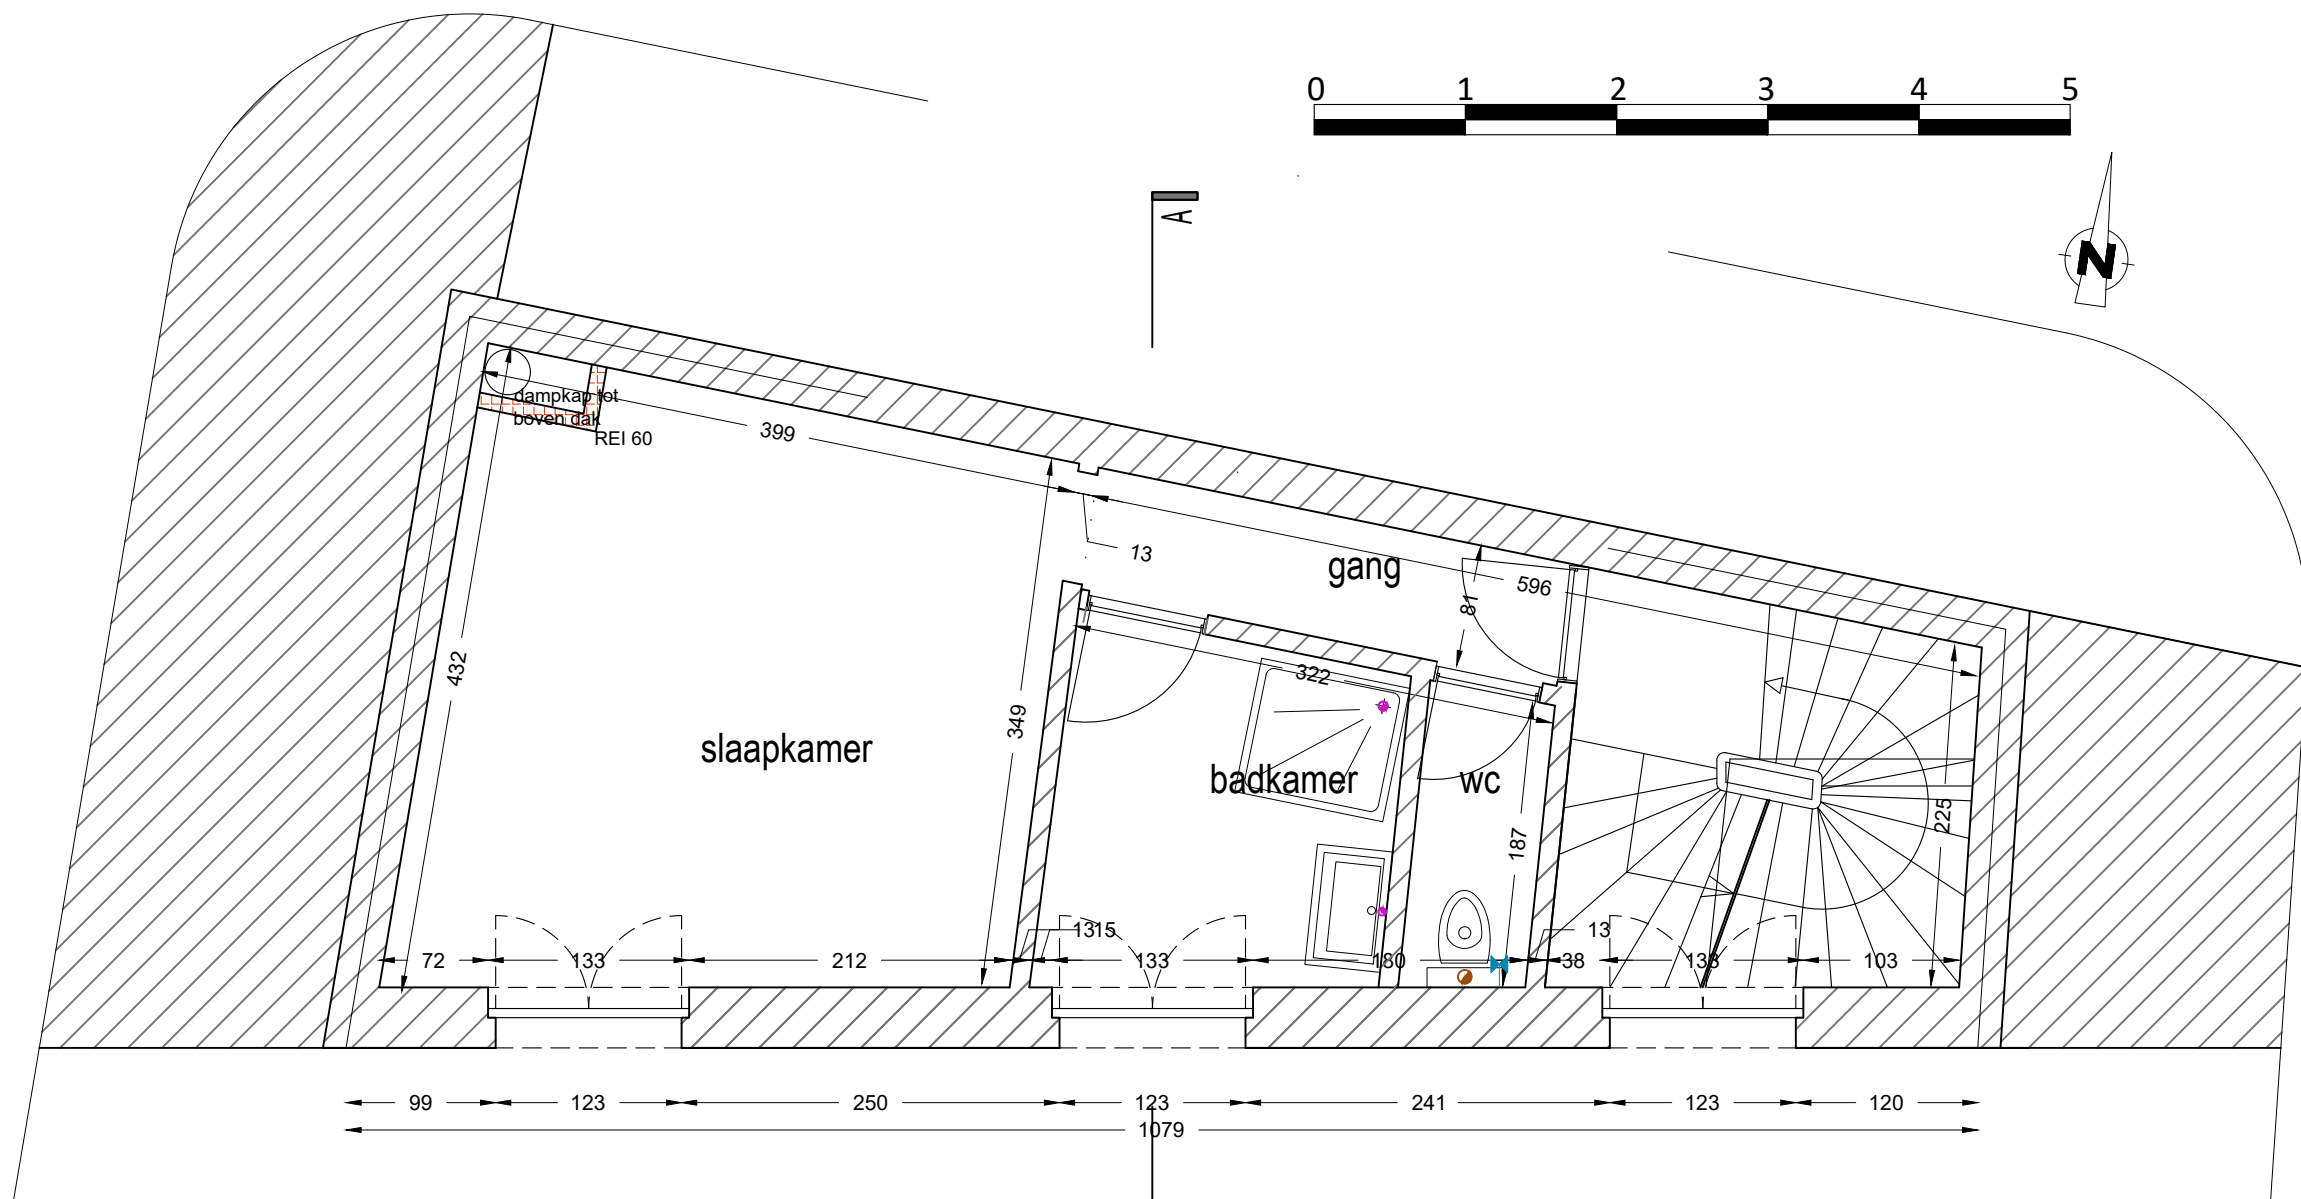 0 1 2 3 4 5
A
N
dampkap tot
boven dak
REI 60
399
13
gang
596
81
432
322
349
slaapkamer
badkamer
wc
225
187
13 15
13
72 133 212 133 180 38 133 103
99 123 250 123 241 123 120
1079